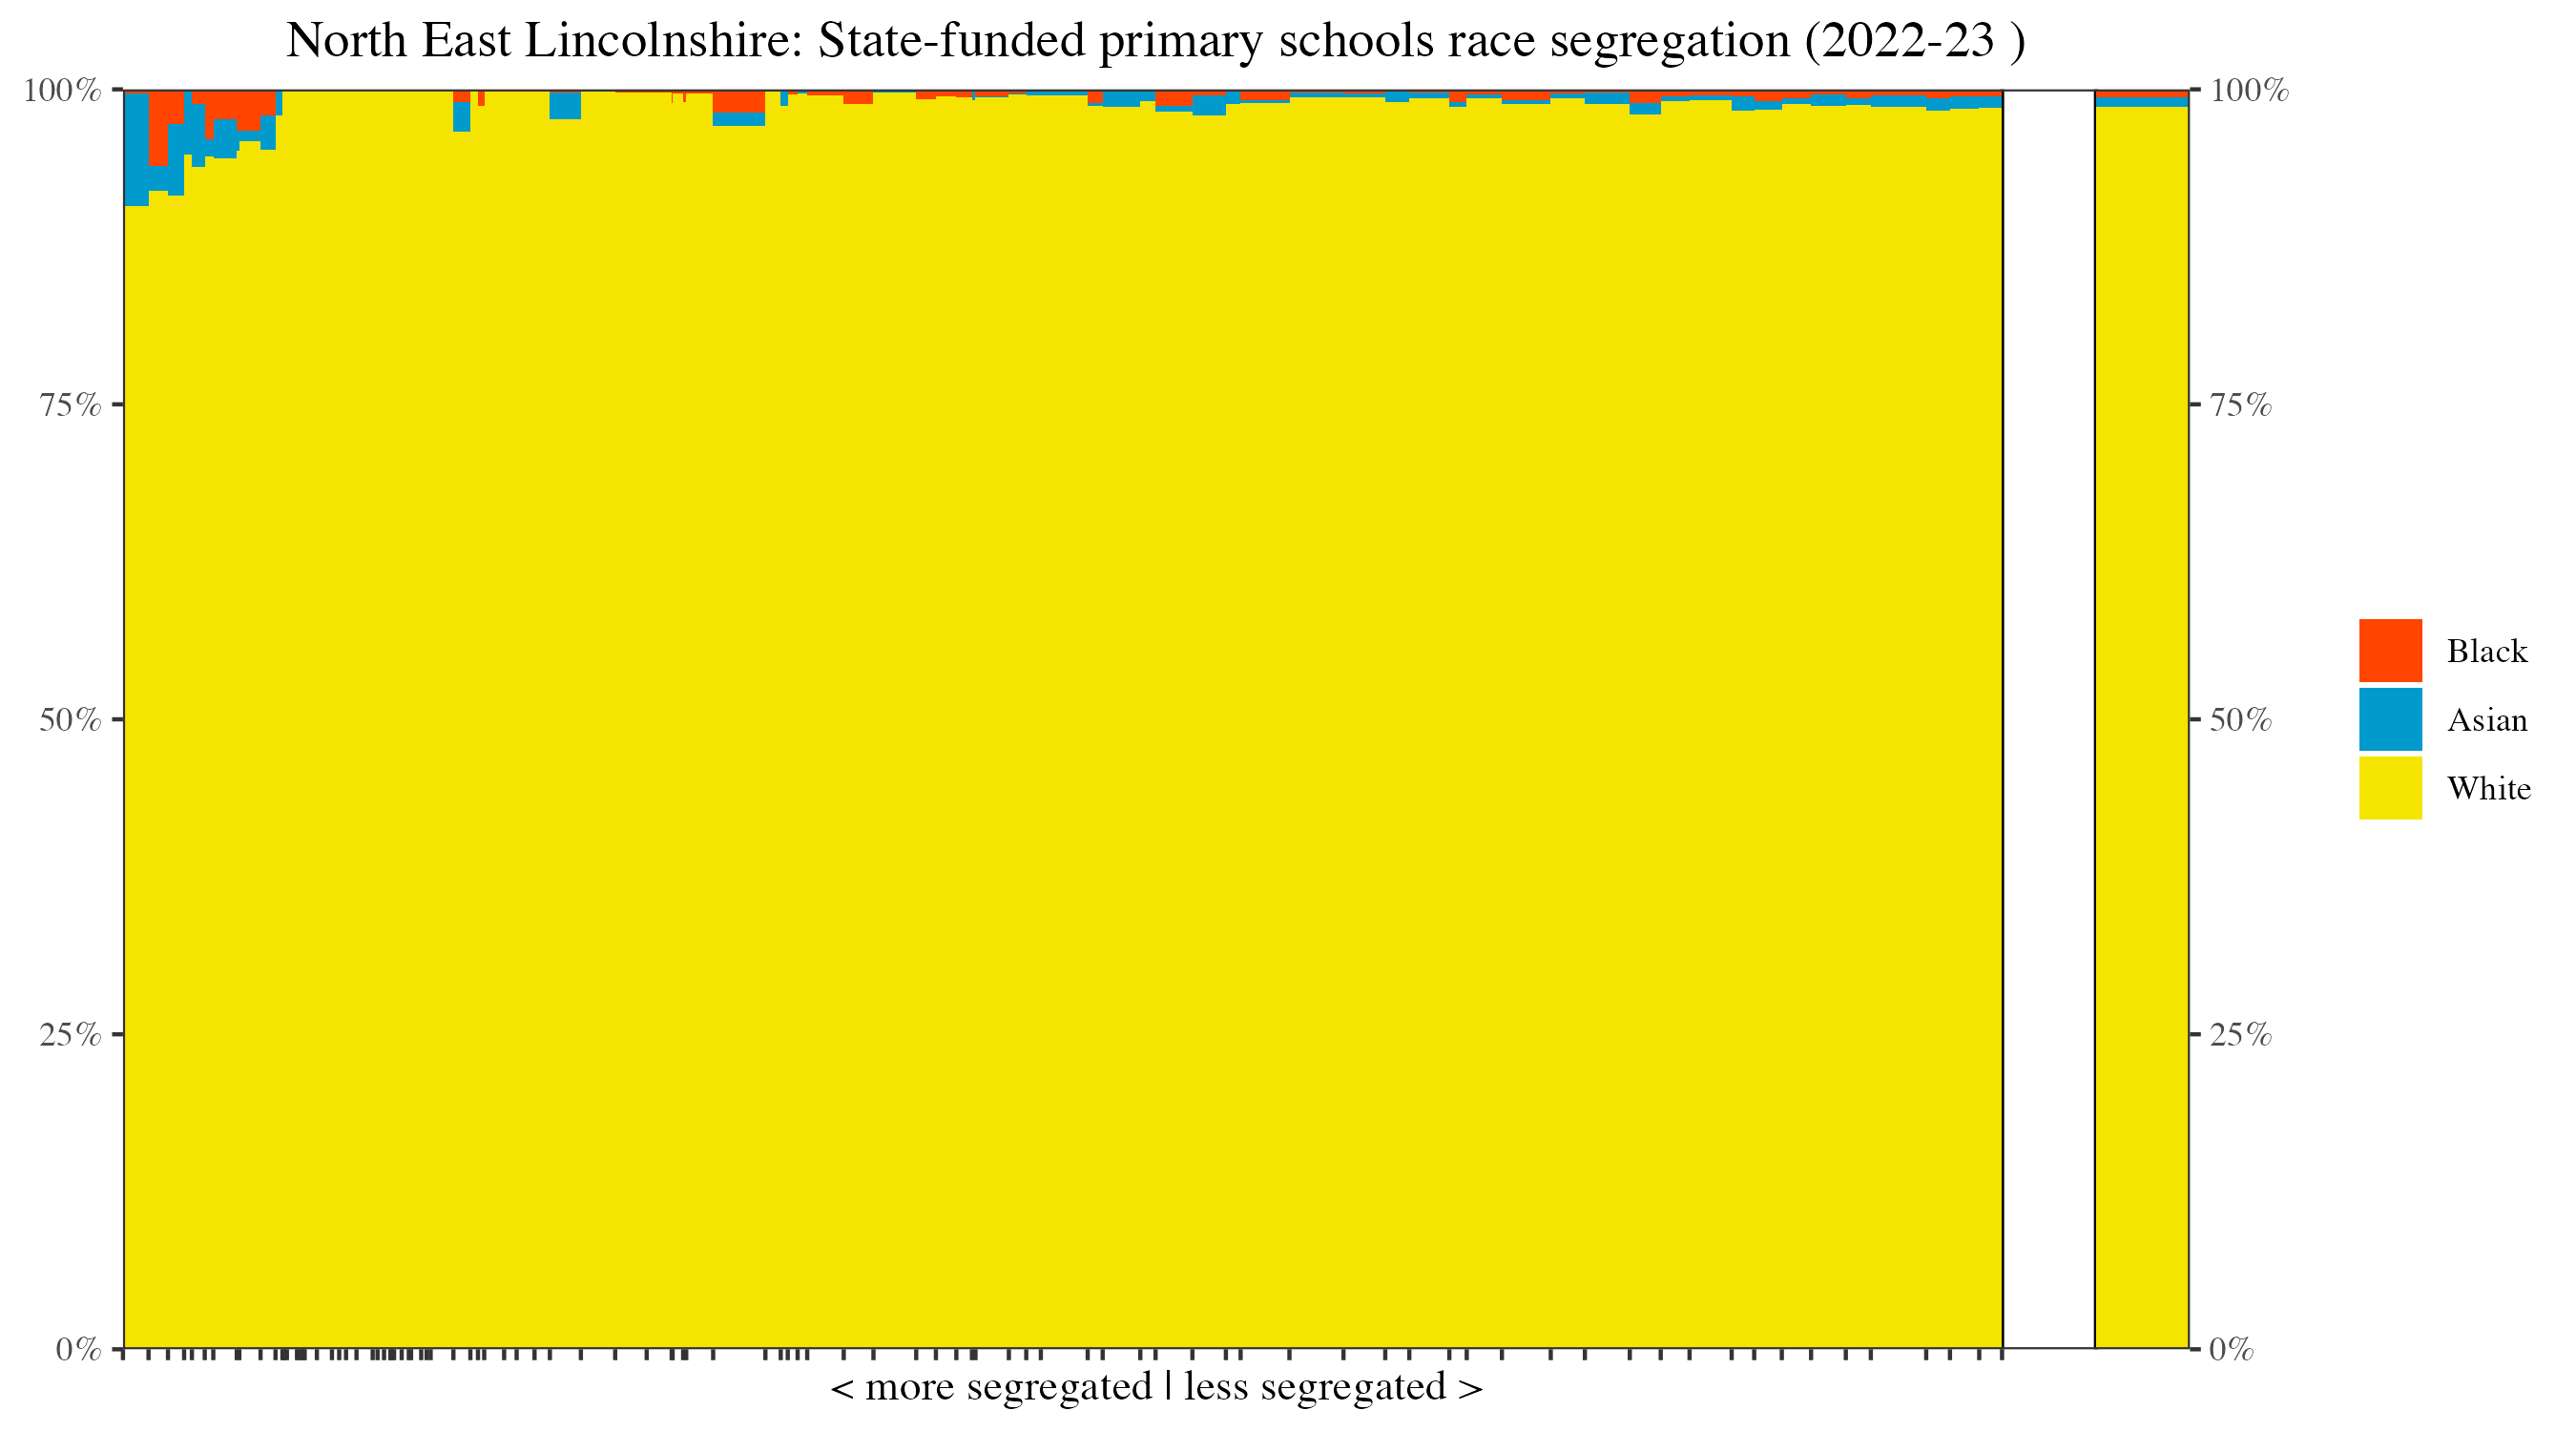 North East Lincolnshire: State-funded primary schools race segregation (2022-23 )
100%
75%
50%
25%
0%
100%
75%
50%
25%
0%
Black
Asian
White
< more segregated | less segregated >